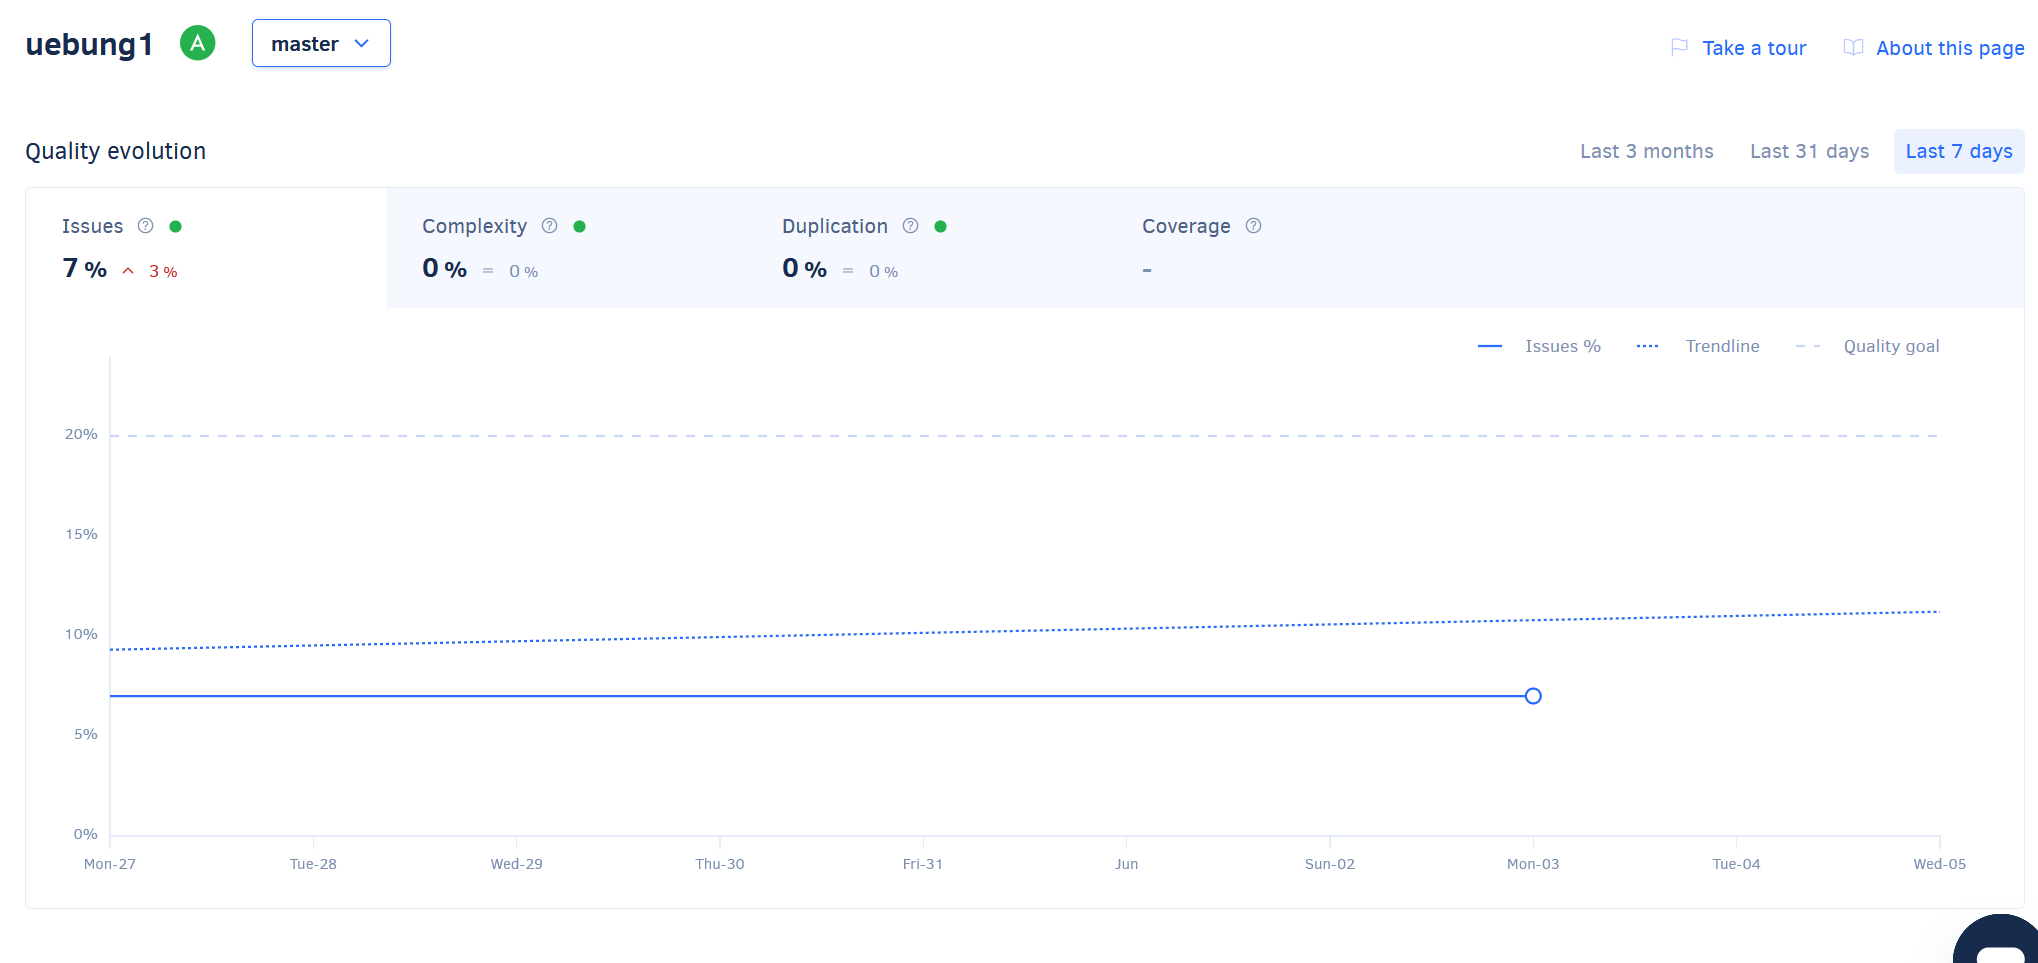 uebung1 A master
Take a tour About this page
Quality evolution
Last 3 months Last 31 days Last 7 days
Issues ? Complexity ? Duplication ? Coverage ?
7 % 3 % 0 % = 0 % 0 % = 0 % -
Issues % Trendline Quality goal
20%
15%
10%
5%
0%
Mon-27 Tue-28 Wed-29 Thu-30 Fri-31 Jun Sun-02 Mon-03 Tue-04 Wed-05